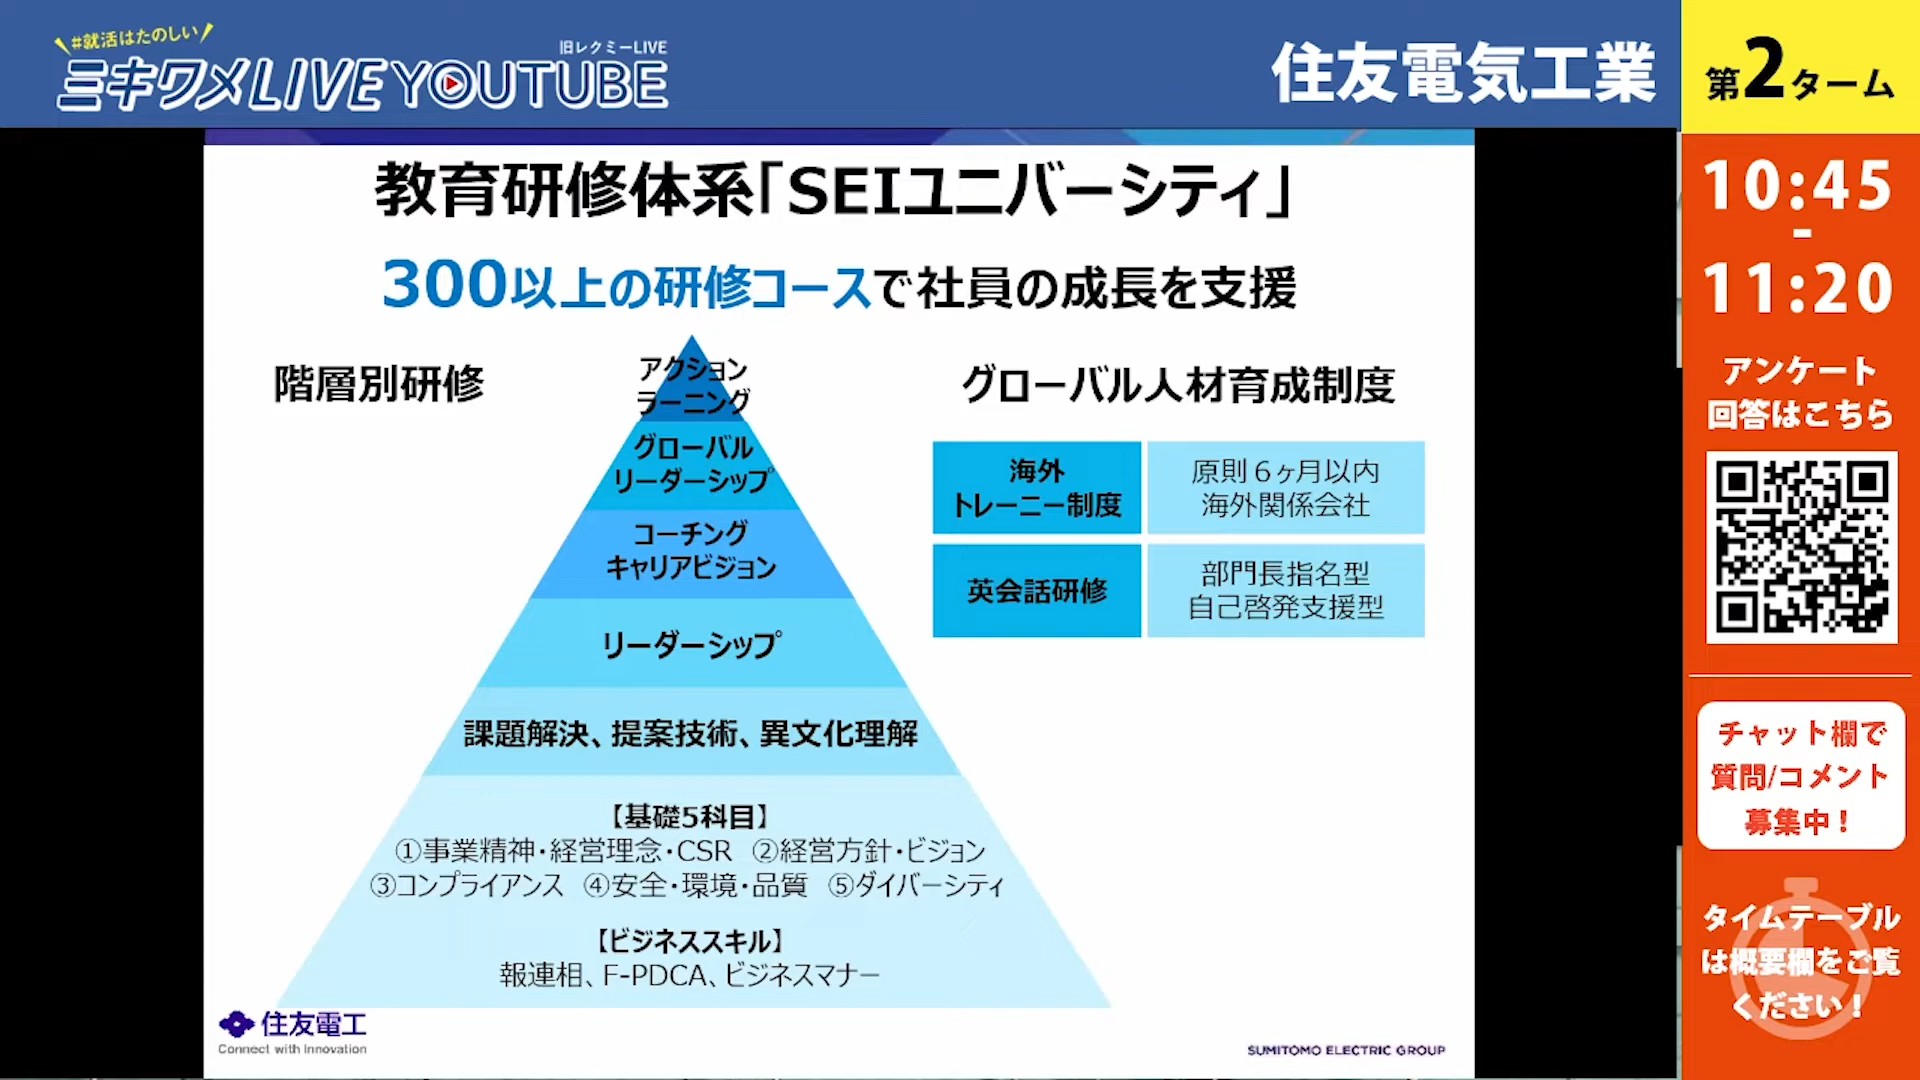 #就活はたのしい
旧レクミーLIVE
ミキワメLIVE YOUTUBE
住友電気工業
第2ターム
10:45
-
11:20
アンケート
回答はこちら
チャット欄で
質問/コメント
募集中!
タイムテーブル
は概要欄をご覧
ください!
教育研修体系「SEIユニバーシティ」
300以上の研修コースで社員の成長を支援
階層別研修
アクション
ラーニング
グローバル
リーダーシップ
コーチング
キャリアビジョン
リーダーシップ
課題解決、提案技術、異文化理解
【基礎5科目】
①事業精神・経営理念・CSR ②経営方針・ビジョン
③コンプライアンス ④安全・環境・品質 ⑤ダイバーシティ
【ビジネススキル】
報連相、F-PDCA、ビジネスマナー
グローバル人材育成制度
海外
トレーニー制度
原則6ヶ月以内
海外関係会社
英会話研修
部門長指名型
自己啓発支援型
住友電工
Connect with Innovation
SUMITOMO ELECTRIC GROUP